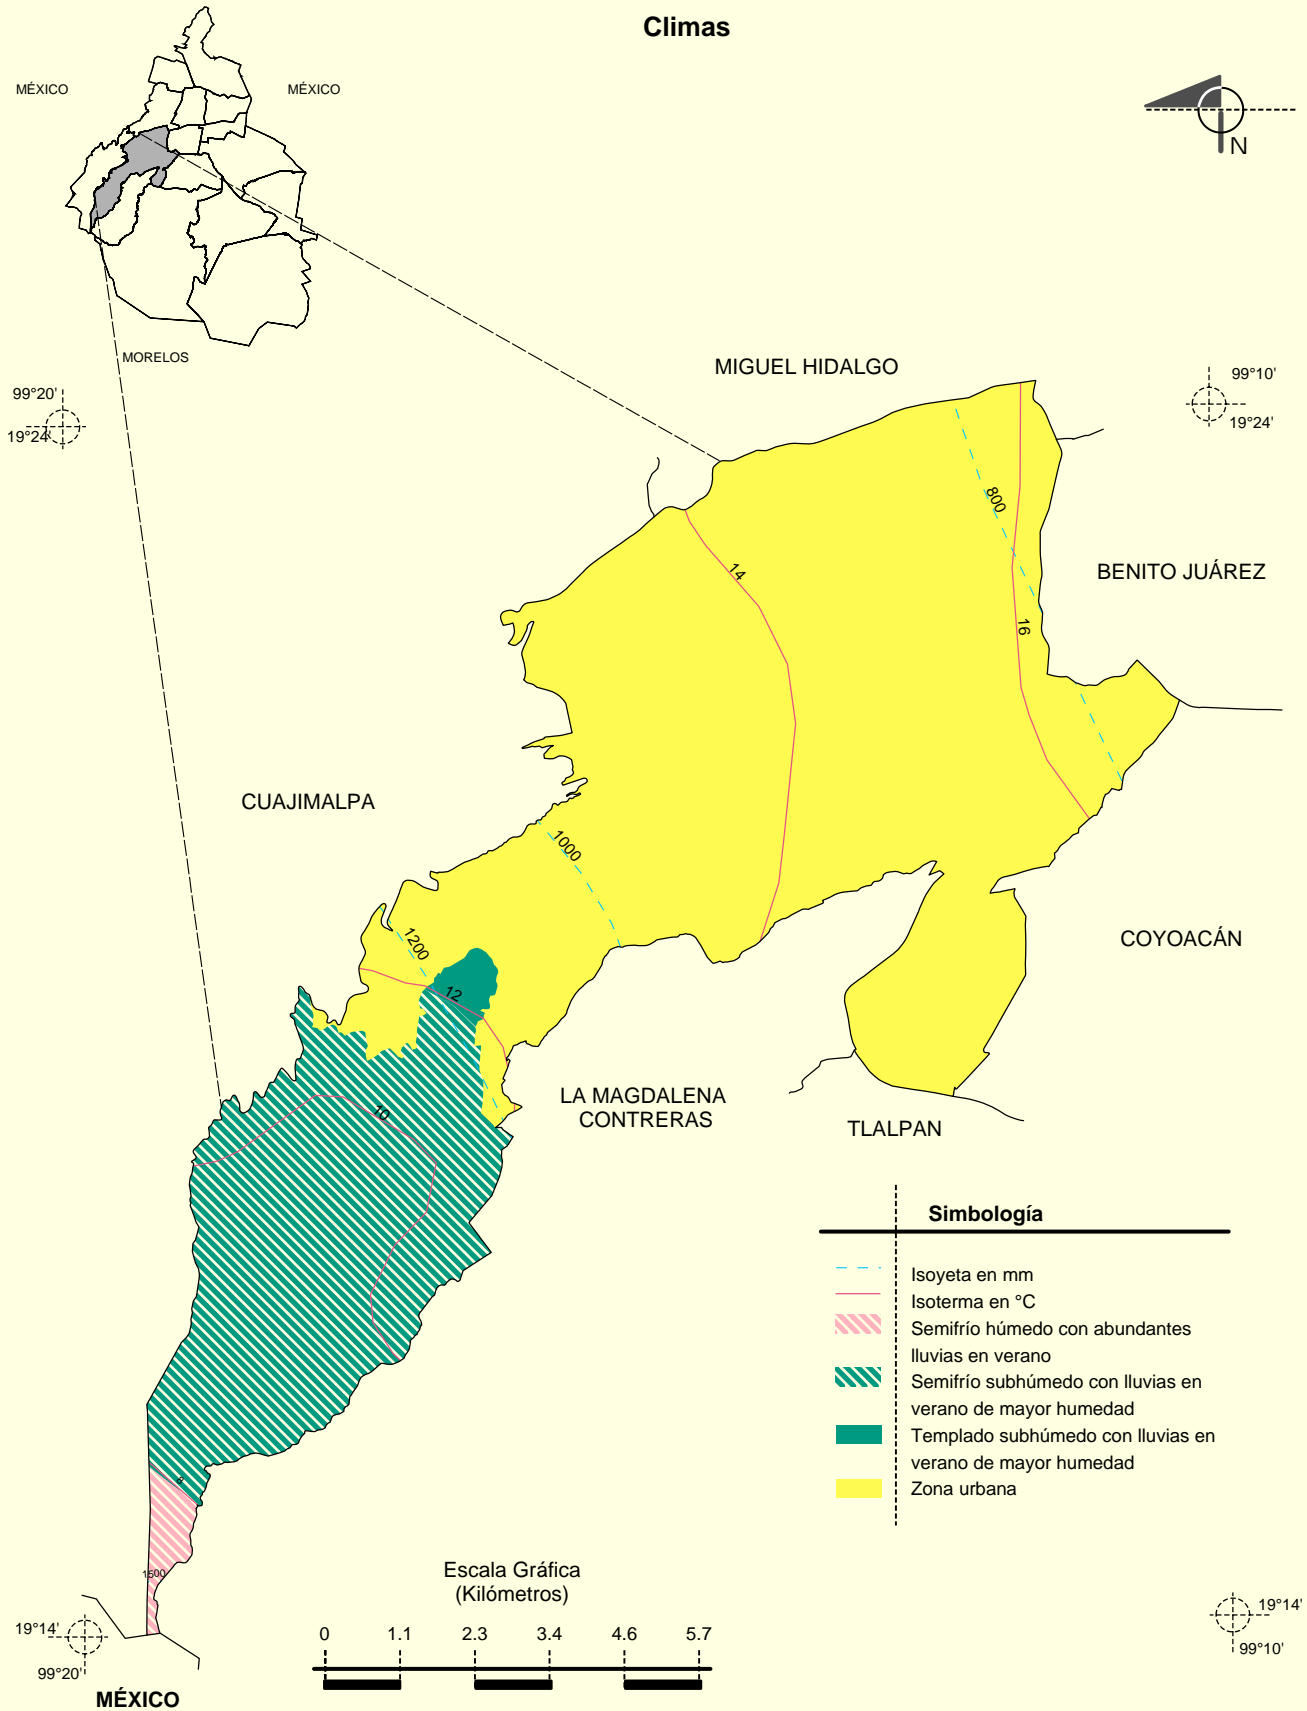 Climas
MÉXICO
MÉXICO
N
MORELOS
MIGUEL HIDALGO
99°20'
19°24'
99°10'
19°24'
800
14
BENITO JUÁREZ
16
CUAJIMALPA
1000
1200
12
COYOACÁN
LA MAGDALENA
CONTRERAS
10
TLALPAN
Simbología
Isoyeta en mm
Isoterma en °C
Semifrío húmedo con abundantes
lluvias en verano
Semifrío subhúmedo con lluvias en
verano de mayor humedad
Templado subhúmedo con lluvias en
verano de mayor humedad
Zona urbana
8
1600
Escala Gráfica
(Kilómetros)
0 1.1 2.3 3.4 4.6 5.7
19°14'
99°20'
19°14'
99°10'
MÉXICO